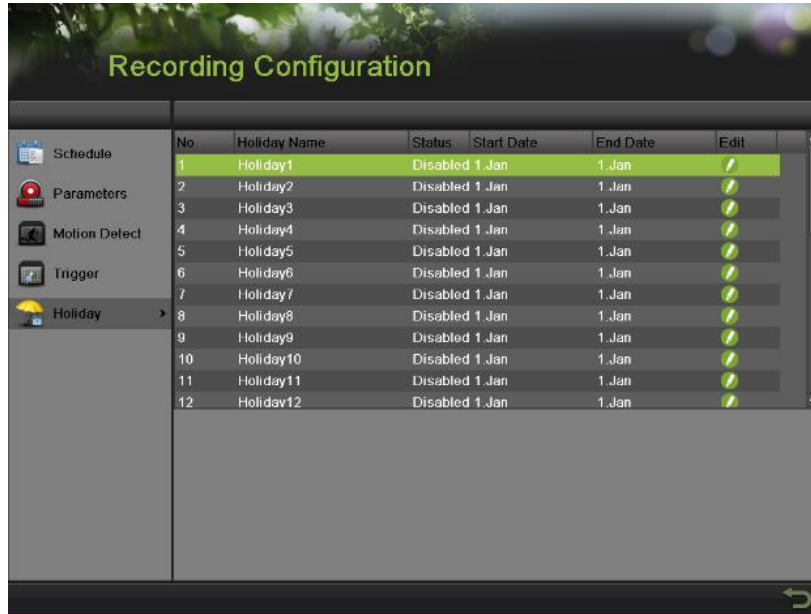 Recording Configuration
Schedule
Parameters
Motion Detect
Trigger
Holiday
No. Holiday Name Status Start Date End Date Edit
1 Holiday1 Disabled 1.Jan 1.Jan
2 Holiday2 Disabled 1.Jan 1.Jan
3 Holiday3 Disabled 1.Jan 1.Jan
4 Holiday4 Disabled 1.Jan 1.Jan
5 Holiday5 Disabled 1.Jan 1.Jan
6 Holiday6 Disabled 1.Jan 1.Jan
7 Holiday7 Disabled 1.Jan 1.Jan
8 Holiday8 Disabled 1.Jan 1.Jan
9 Holiday9 Disabled 1.Jan 1.Jan
10 Holiday10 Disabled 1.Jan 1.Jan
11 Holiday11 Disabled 1.Jan 1.Jan
12 Holiday12 Disabled 1.Jan 1.Jan